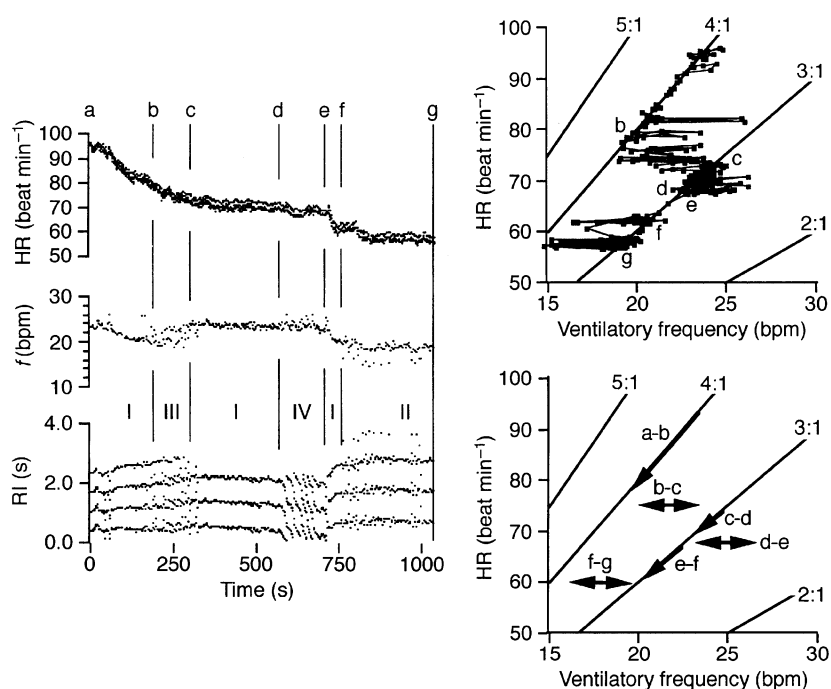 a b c d e f g
100
90
80
70
60
50
HR (beat min⁻¹)
30
20
10
f (bpm)
I III I IV I II
4.0
2.0
0.0
RI (s)
0 250 500 750 1000
Time (s)
5:1 4:1
3:1
2:1
100
90
80
70
60
50
HR (beat min⁻¹)
b
c
d
e
f
g
15 20 25 30
Ventilatory frequency (bpm)
5:1 4:1
3:1
2:1
100
90
80
70
60
50
HR (beat min⁻¹)
a-b
b-c
c-d
d-e
f-g
e-f
15 20 25 30
Ventilatory frequency (bpm)